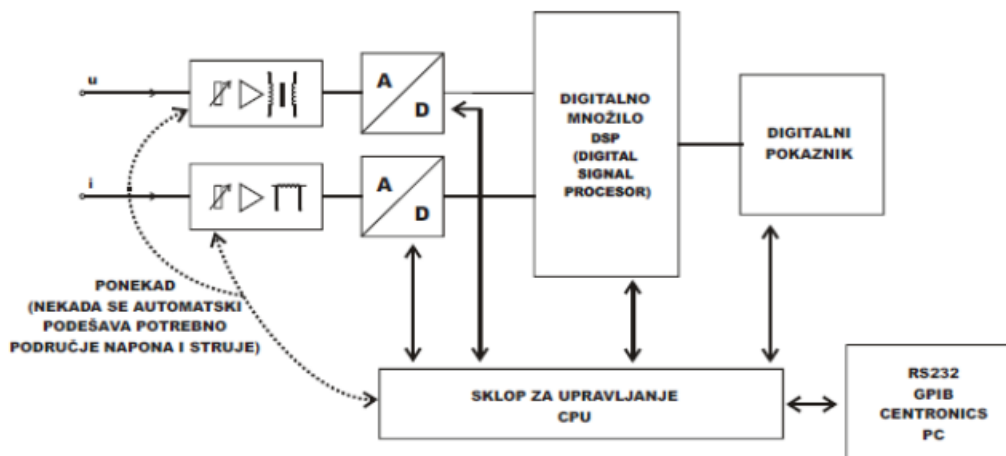 u
A
D
DIGITALNO
MNOŽILO
DSP
(DIGITAL
SIGNAL
PROCESOR)
DIGITALNI
POKAZNIK
i
A
D
PONEKAD
(NEKADA SE AUTOMATSKI
PODEŠAVA POTREBNO
PODRUČJE NAPONA I STRUJE)
SKLOP ZA UPRAVLJANJE
CPU
RS232
GPIB
CENTRONICS
PC